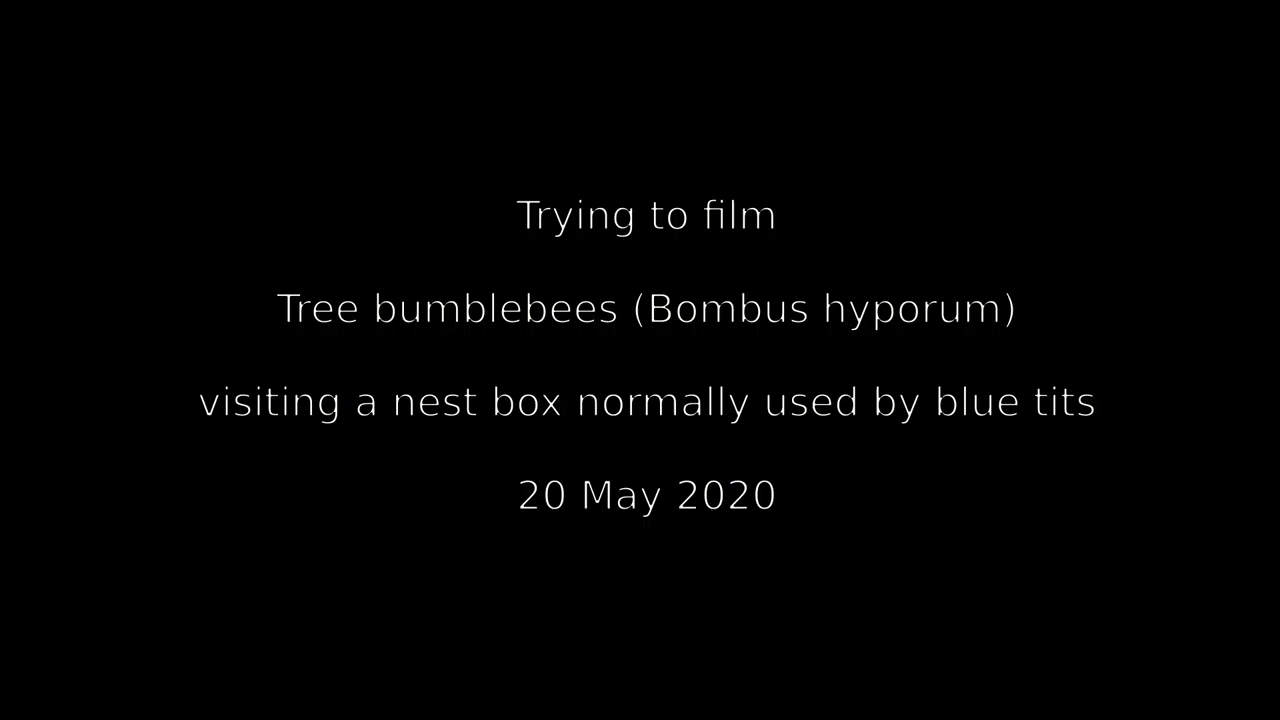 Trying to film
Tree bumblebees (Bombus hyporum)
visiting a nest box normally used by blue tits
20 May 2020